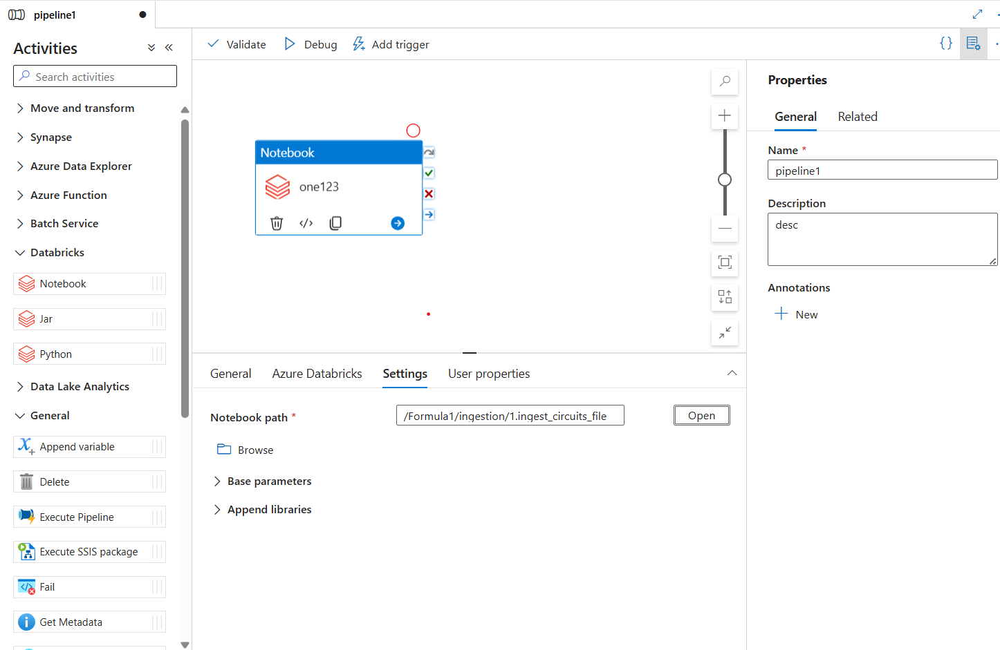 pipeline1
Activities
Search activities
Move and transform
Synapse
Azure Data Explorer
Azure Function
Batch Service
Databricks
Notebook
Jar
Python
Data Lake Analytics
General
Append variable
Delete
Execute Pipeline
Execute SSIS package
Fail
Get Metadata
Validate
Debug
Add trigger
Notebook
one123
General
Azure Databricks
Settings
User properties
Notebook path *
/Formula1/ingestion/1.ingest_circuits_file
Open
Browse
Base parameters
Append libraries
Properties
General
Related
Name *
pipeline1
Description
desc
Annotations
New